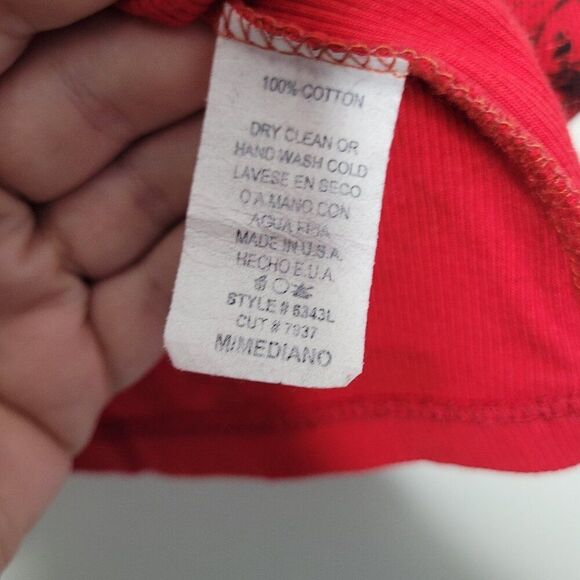 100% COTTON
DRY CLEAN OR
HAND WASH COLD
LAVESE EN SECO
O A MANO CON
AGUA FRIA
MADE IN U.S.A.
HECHO E.U.A.
STYLE # 5343L
CUT # 7937
M/MEDIANO